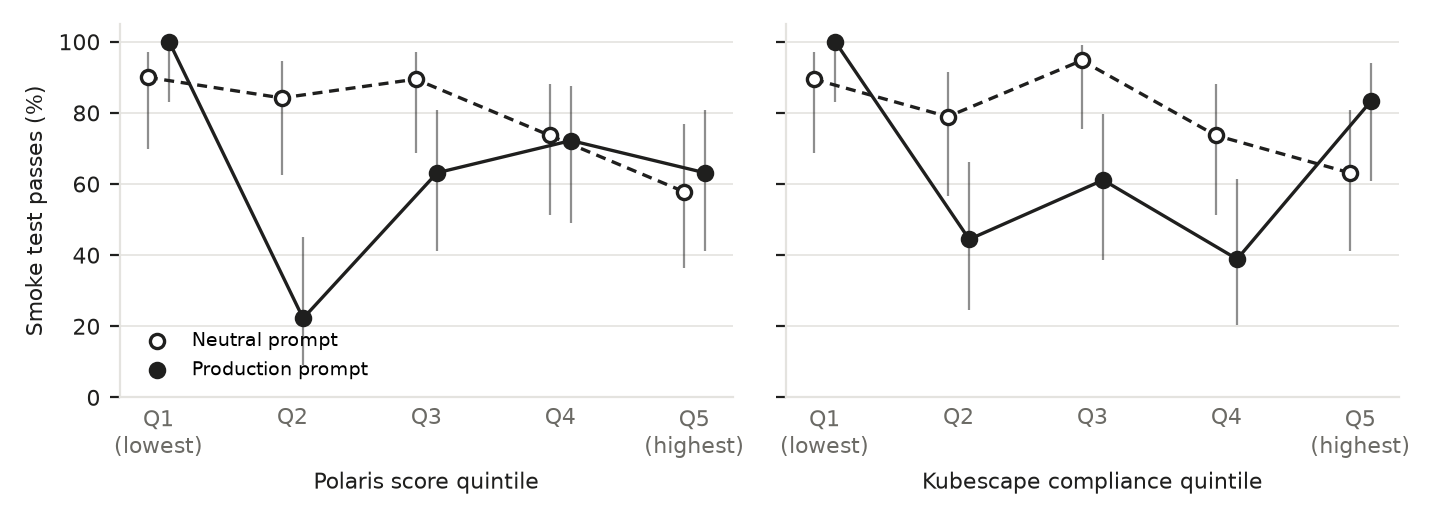 Smoke test passes (%)
100
80
60
40
20
0
Neutral prompt
Production prompt
Q1 Q2 Q3 Q4 Q5
(lowest) (highest)
Polaris score quintile
Q1 Q2 Q3 Q4 Q5
(lowest) (highest)
Kubescape compliance quintile